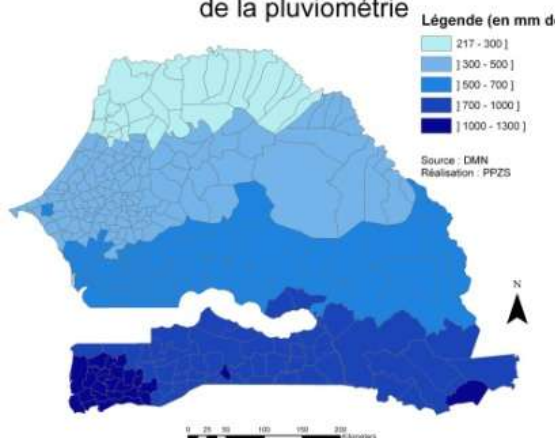 de la pluviométrie
Légende (en mm de
217 - 300 ]
] 300 - 500 ]
] 500 - 700 ]
] 700 - 1000 ]
] 1000 - 1300 ]
Source : DMN
Réalisation : PPZS
N
0 25 50 100 150 200
Kilometers